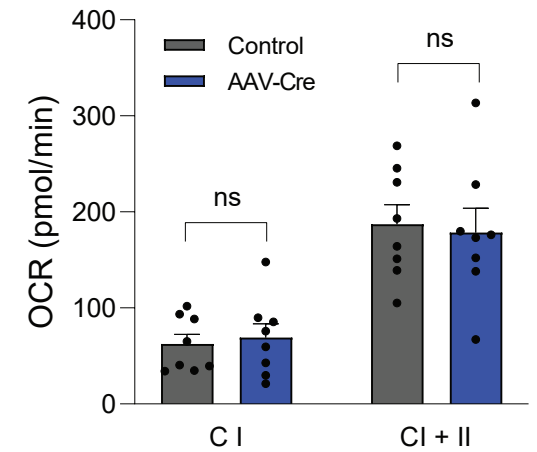 400
300
200
100
0
OCR (pmol/min)
Control
AAV-Cre
ns
ns
C I
CI + II